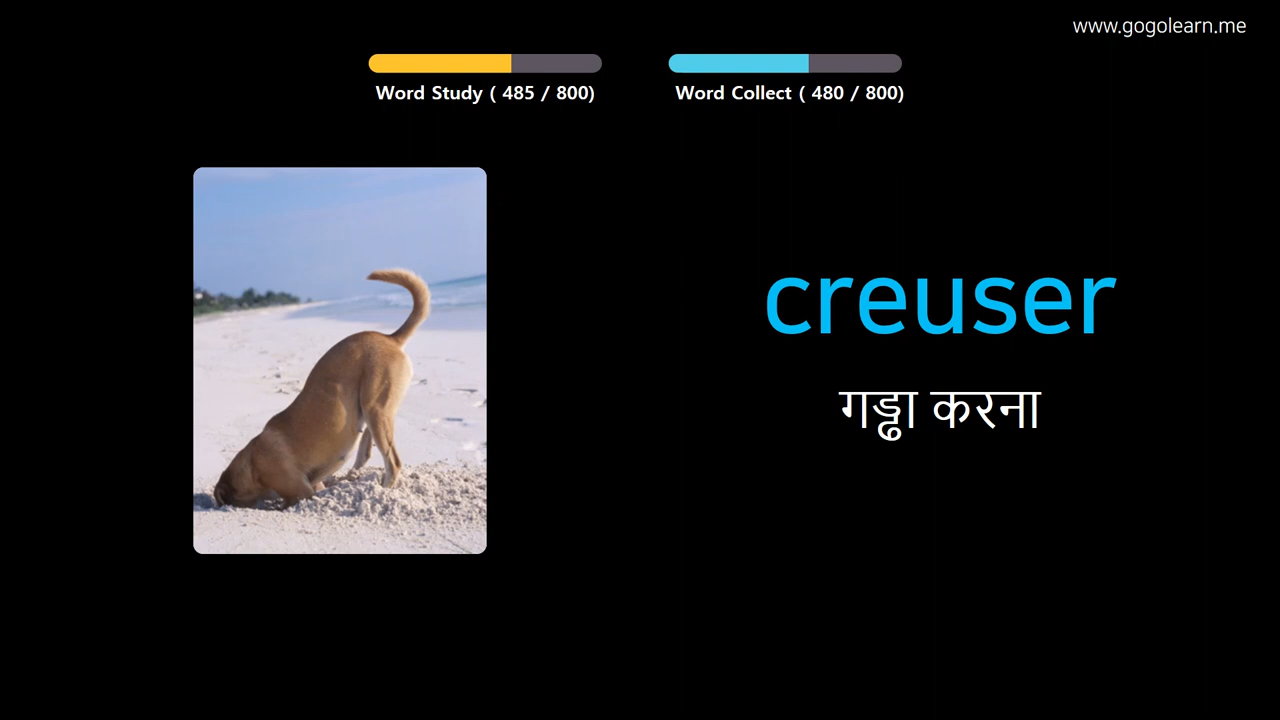 www.gogolearn.me
Word Study ( 485 / 800)
Word Collect ( 480 / 800)
creuser
गड्ढा करना